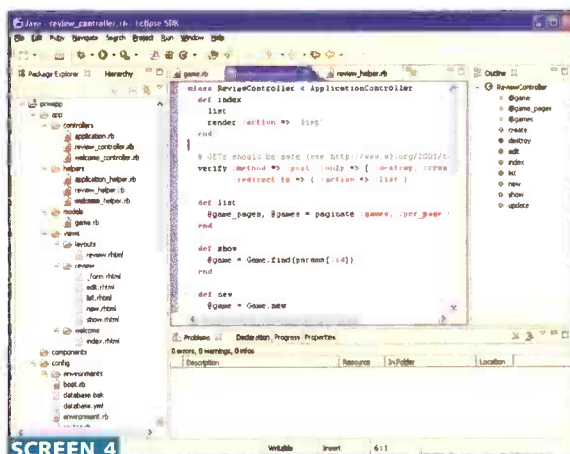 Java - review_controller.rb - Eclipse SDK
File Edit Ruby Navigate Search Project Run Window Help
Package Explorer Hierarchy
app
controllers
application.rb
review_controller.rb
welcome_controller.rb
helpers
application_helper.rb
review_helper.rb
welcome_helper.rb
models
game.rb
views
layouts
review.rhtml
review
_form.rhtml
edit.rhtml
list.rhtml
new.rhtml
show.rhtml
welcome
index.rhtml
components
config
environments
boot.rb
database.bak
database.yml
environment.rb
game.rb
review_helper.rb
class ReviewController < ApplicationController
def index
list
render :action => 'list'
end
# GETs should be safe (see http://www.w3.org/2001/t
verify :method => :post, :only => [ :destroy, :crea
:redirect_to => { :action => :list }
def list
@game_pages, @games = paginate :games, :per_page
end
def show
@game = Game.find(params[:id])
end
def new
@game = Game.new
Outline
ReviewController
@game
@game_pages
@games
create
destroy
edit
index
list
new
show
update
Problems Declaration Progress Properties
0 errors, 0 warnings, 0 infos
Description Resource In Folder Location
Writable Insert 6 : 1
SCREEN 4